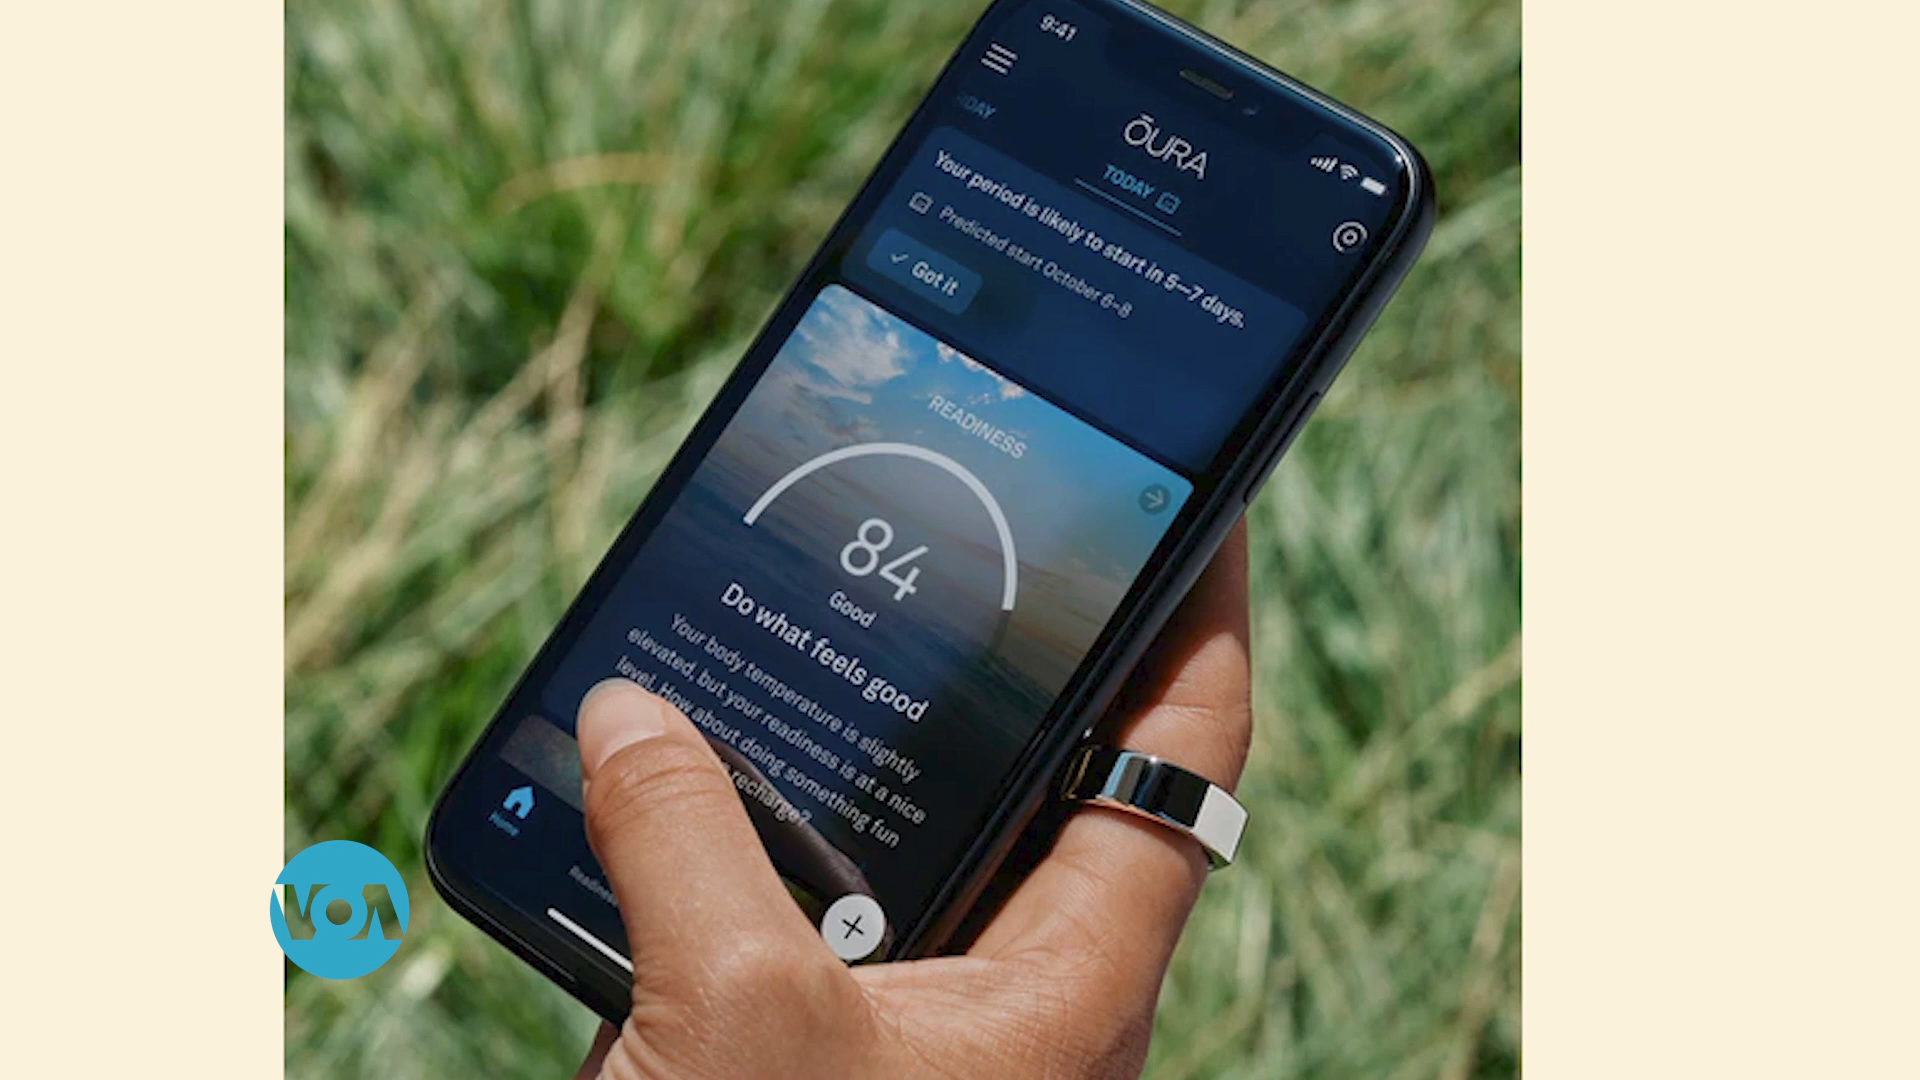 9:41
ŌURA
TODAY
Your period is likely to start in 5–7 days.
Predicted start October 6–8
Got it
READINESS
84
Good
Do what feels good
Your body temperature is slightly
elevated, but your readiness is at a nice
level. How about doing something fun
recharge?
Home
VOA